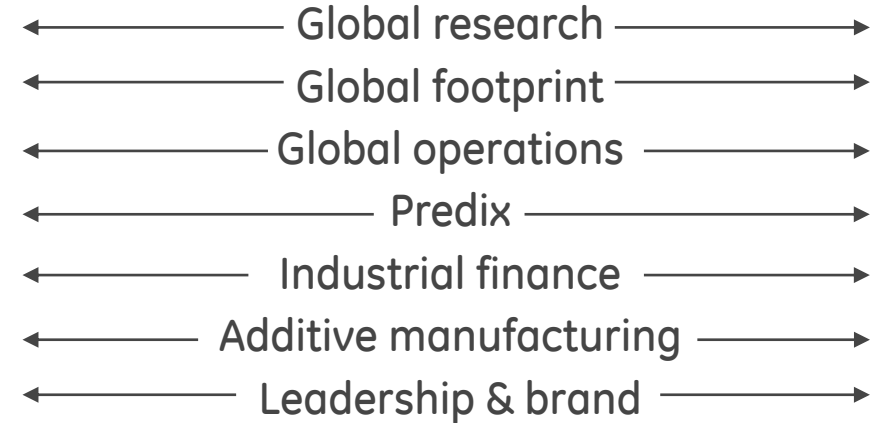 Global research
Global footprint
Global operations
Predix
Industrial finance
Additive manufacturing
Leadership & brand